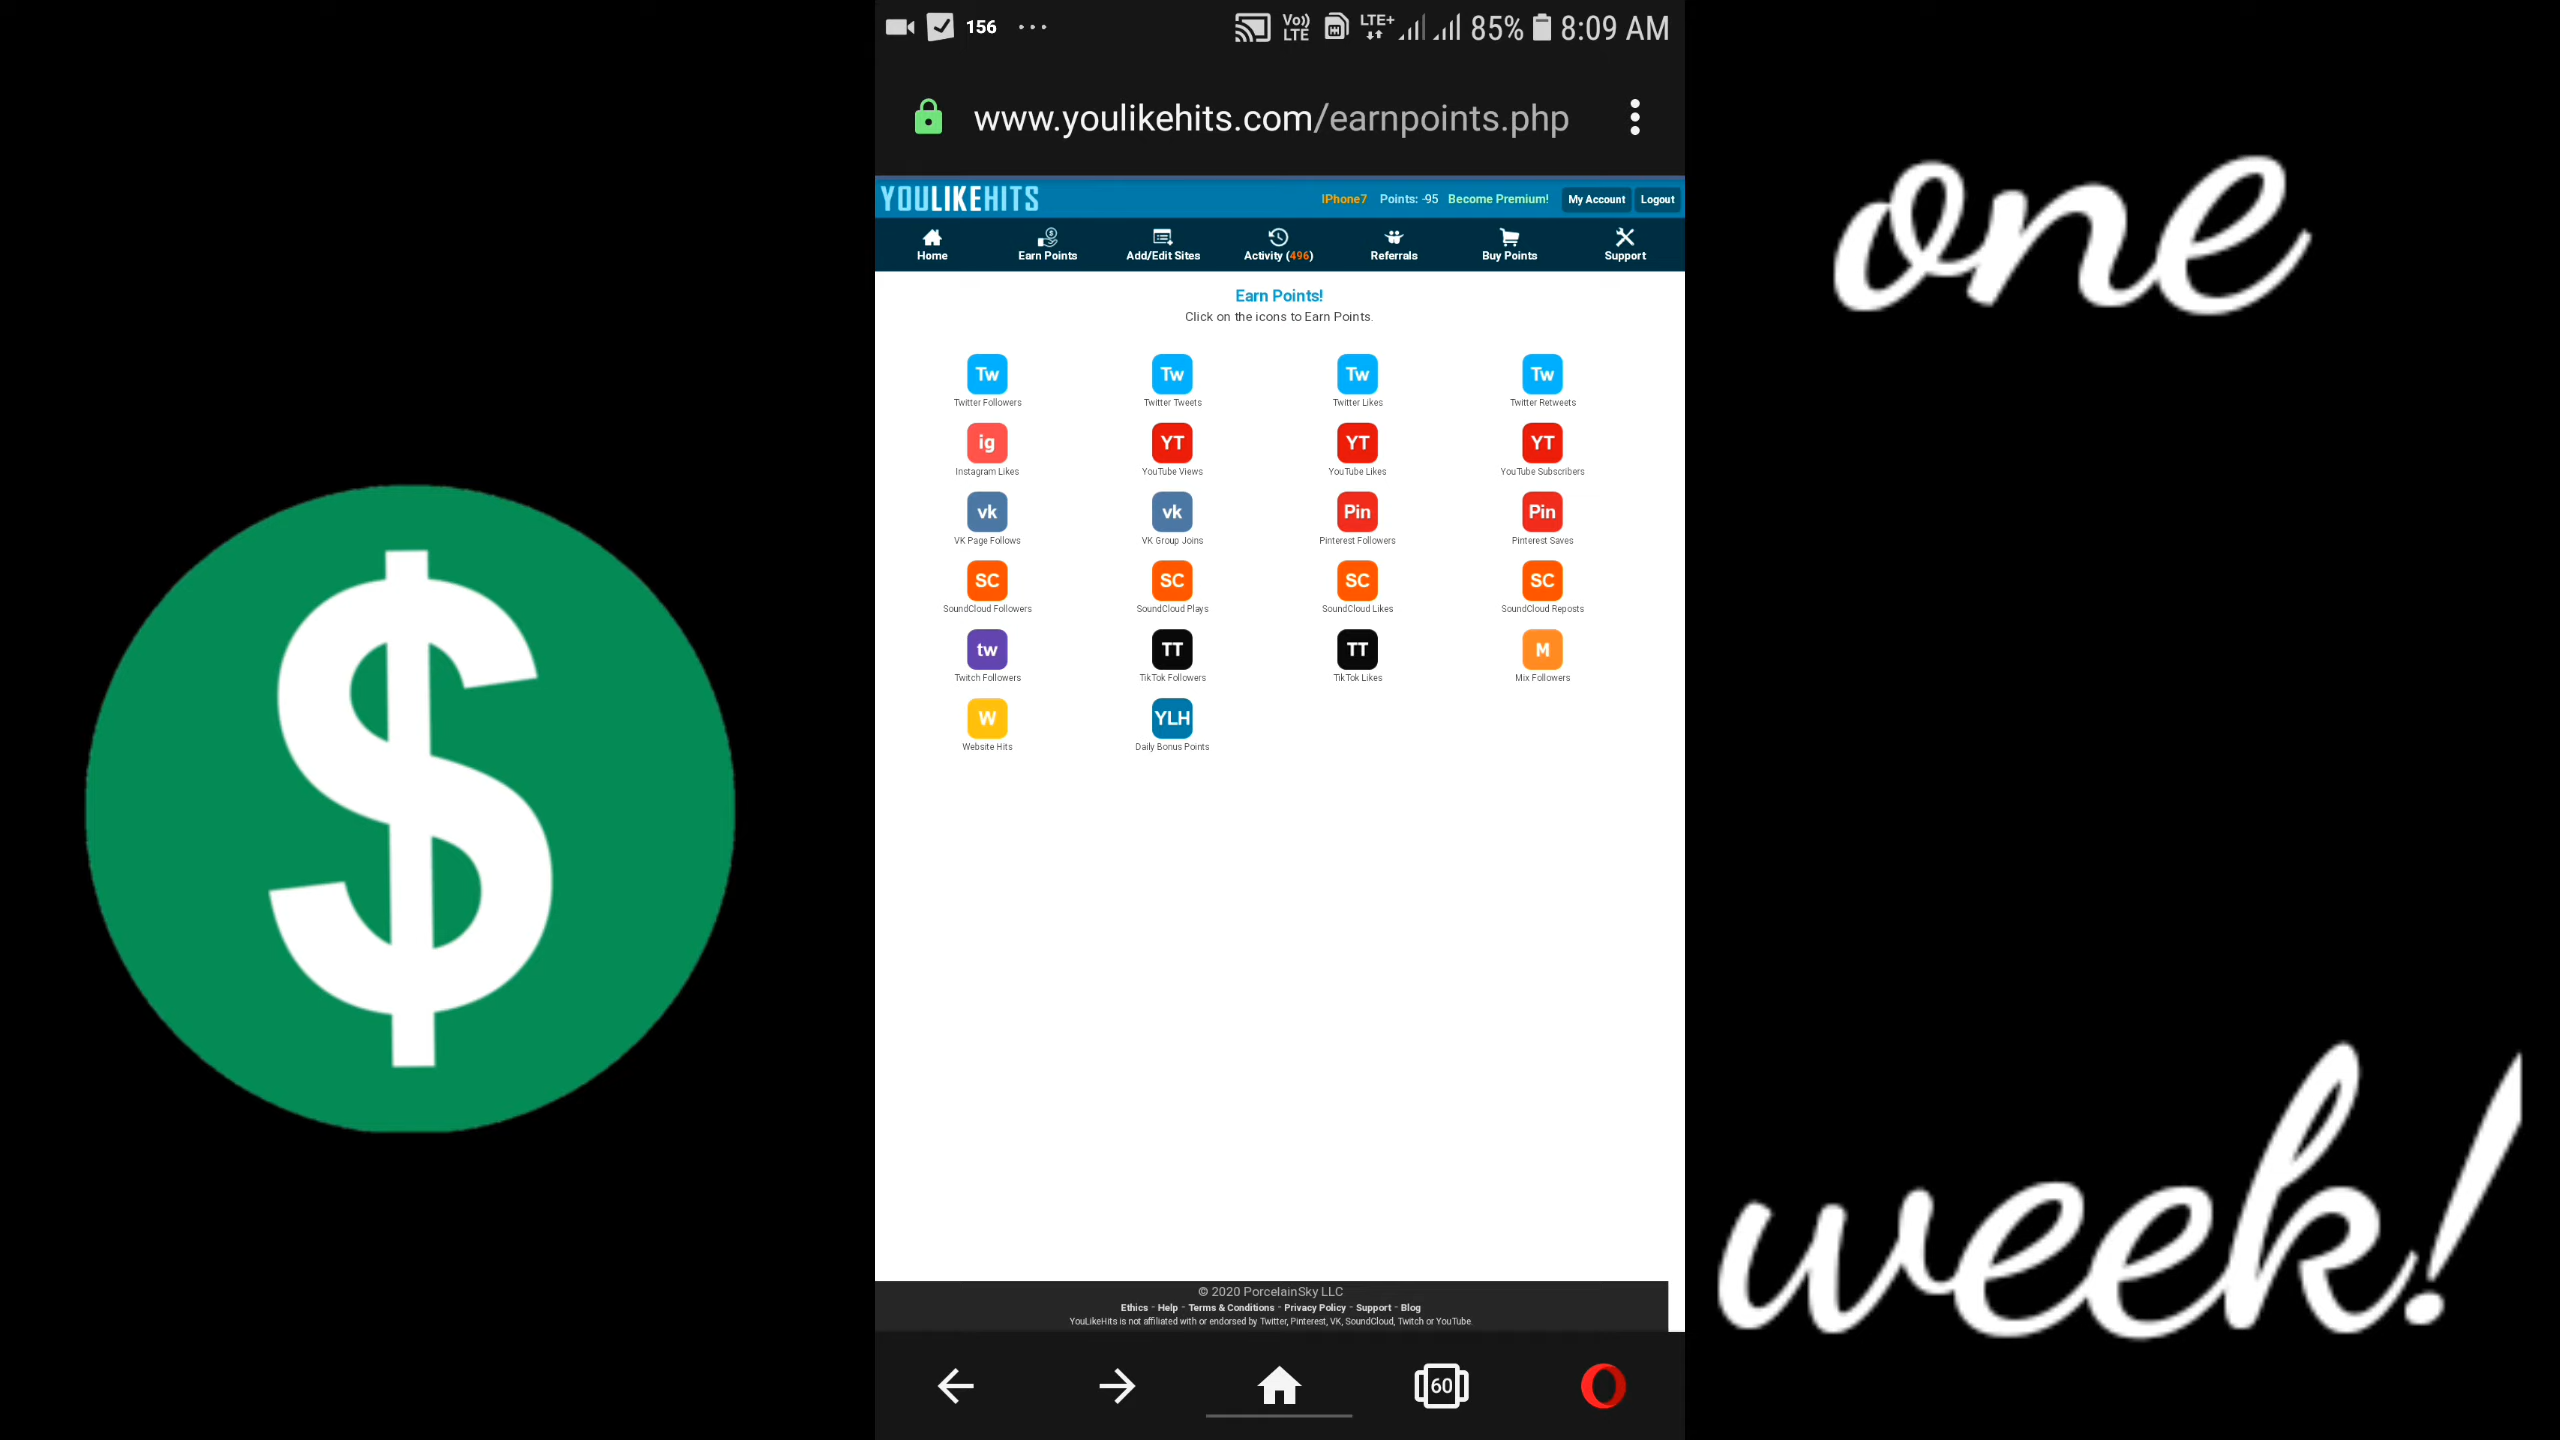 156 ... Vo)) LTE LTE+ 85% 8:09 AM
www.youlikehits.com/earnpoints.php
YOULIKEHITS IPhone7 Points: -95 Become Premium! My Account Logout
Home Earn Points Add/Edit Sites Activity (496) Referrals Buy Points Support
Earn Points!
Click on the icons to Earn Points.
Tw Tw Tw Tw
Twitter Followers Twitter Tweets Twitter Likes Twitter Retweets
ig YT YT YT
Instagram Likes YouTube Views YouTube Likes YouTube Subscribers
vk vk Pin Pin
VK Page Follows VK Group Joins Pinterest Followers Pinterest Saves
SC SC SC SC
SoundCloud Followers SoundCloud Plays SoundCloud Likes SoundCloud Reposts
tw TT TT M
Twitch Followers TikTok Followers TikTok Likes Mix Followers
W YLH
Website Hits Daily Bonus Points
© 2020 PorcelainSky LLC
Ethics - Help - Terms & Conditions - Privacy Policy - Support - Blog
YouLikeHits is not affiliated with or endorsed by Twitter, Pinterest, VK, SoundCloud, Twitch or YouTube.
60
$
one
week!